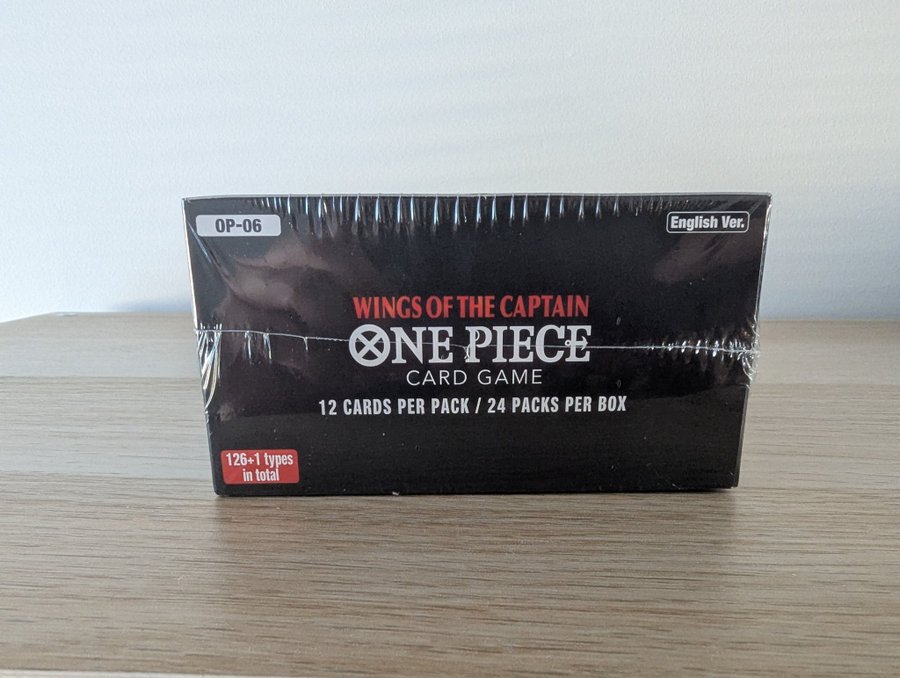 OP-06
English Ver.
WINGS OF THE CAPTAIN
ONE PIECE
CARD GAME
12 CARDS PER PACK / 24 PACKS PER BOX
126+1 types
in total